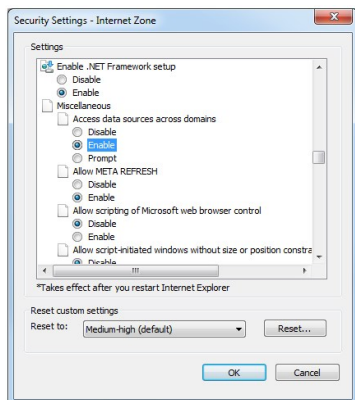 Security Settings - Internet Zone
Settings
Enable .NET Framework setup
Disable
Enable
Miscellaneous
Access data sources across domains
Disable
Enable
Prompt
Allow META REFRESH
Disable
Enable
Allow scripting of Microsoft web browser control
Disable
Enable
Allow script-initiated windows without size or position constra
Disable
*Takes effect after you restart Internet Explorer
Reset custom settings
Reset to: Medium-high (default) Reset...
OK Cancel